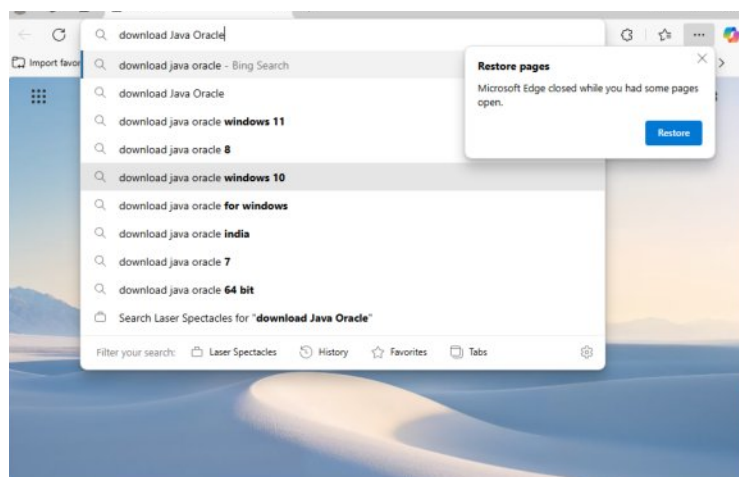 download Java Oracle
Import favor
download java oracle - Bing Search
download Java Oracle
download java oracle windows 11
download java oracle 8
download java oracle windows 10
download java oracle for windows
download java oracle india
download java oracle 7
download java oracle 64 bit
Search Laser Spectacles for "download Java Oracle"
Filter your search: Laser Spectacles History Favorites Tabs
Restore pages
Microsoft Edge closed while you had some pages
open.
Restore